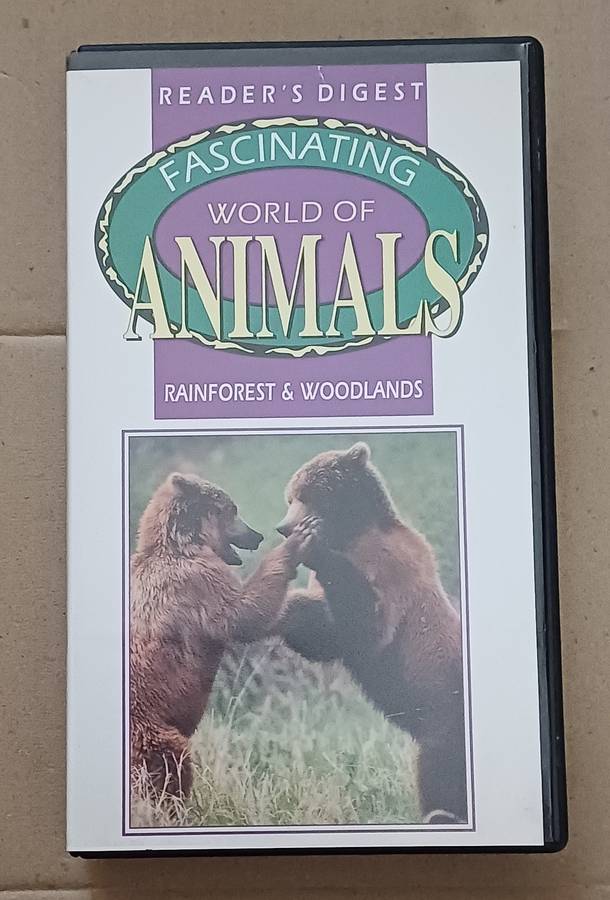 READER'S DIGEST
FASCINATING
WORLD OF
ANIMALS
RAINFOREST & WOODLANDS